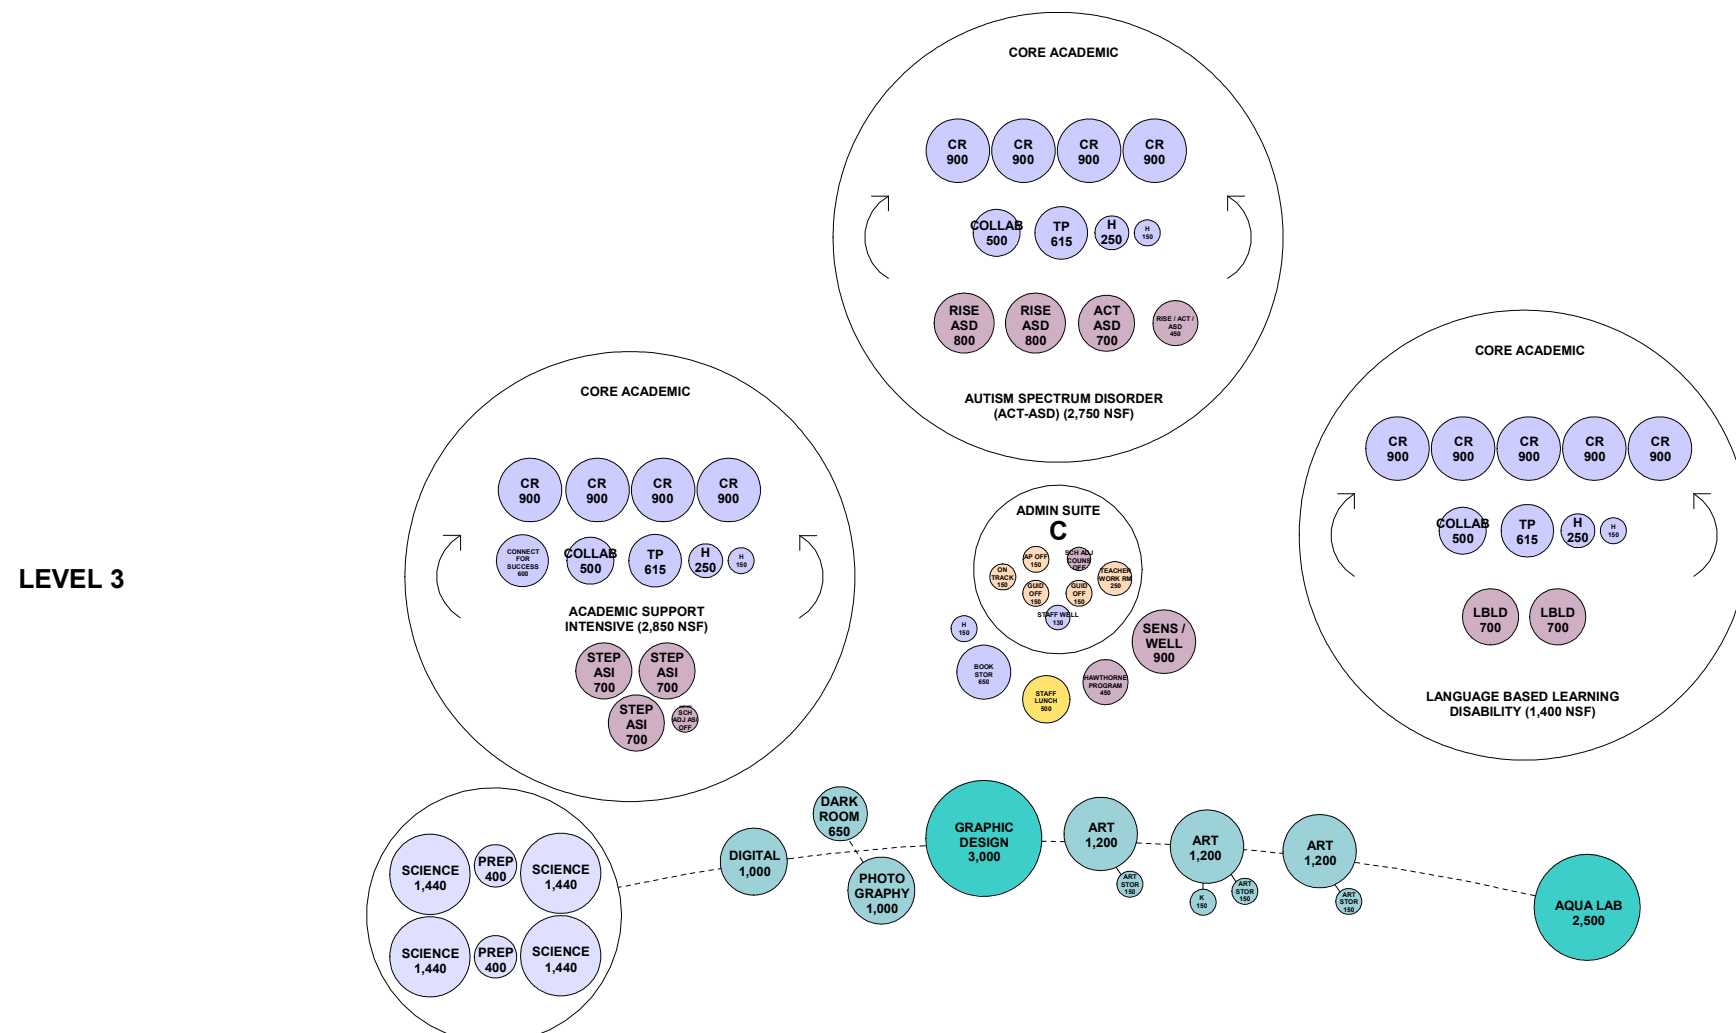 CORE ACADEMIC
CR
900
CR
900
CR
900
CR
900
COLLAB
500
TP
615
H
250
H
150
RISE
ASD
800
RISE
ASD
800
ACT
ASD
700
RISE / ACT /
ASD
450
AUTISM SPECTRUM DISORDER
(ACT-ASD) (2,750 NSF)
CORE ACADEMIC
CR
900
CR
900
CR
900
CR
900
CR
900
COLLAB
500
TP
615
H
250
H
150
LBLD
700
LBLD
700
LANGUAGE BASED LEARNING
DISABILITY (1,400 NSF)
CORE ACADEMIC
CR
900
CR
900
CR
900
CR
900
CONNECT
FOR
SUCCESS
600
COLLAB
500
TP
615
H
250
H
150
ACADEMIC SUPPORT
INTENSIVE (2,850 NSF)
STEP
ASI
700
STEP
ASI
700
STEP
ASI
700
SCH
ADJ ASI
OFF
LEVEL 3
ADMIN SUITE
C
AP OFF
150
SCH ADJ
COUNS
OFF
ON
TRACK
150
TEACHER
WORK RM
250
GUID
OFF
150
GUID
OFF
150
STAFF WELL
130
H
150
BOOK
STOR
650
STAFF
LUNCH
500
HAWTHORNE
PROGRAM
450
SENS /
WELL
900
SCIENCE
1,440
PREP
400
SCIENCE
1,440
SCIENCE
1,440
PREP
400
SCIENCE
1,440
DIGITAL
1,000
DARK
ROOM
650
PHOTO
GRAPHY
1,000
GRAPHIC
DESIGN
3,000
ART
1,200
ART
STOR
150
ART
1,200
K
150
ART
STOR
150
ART
1,200
ART
STOR
150
AQUA LAB
2,500